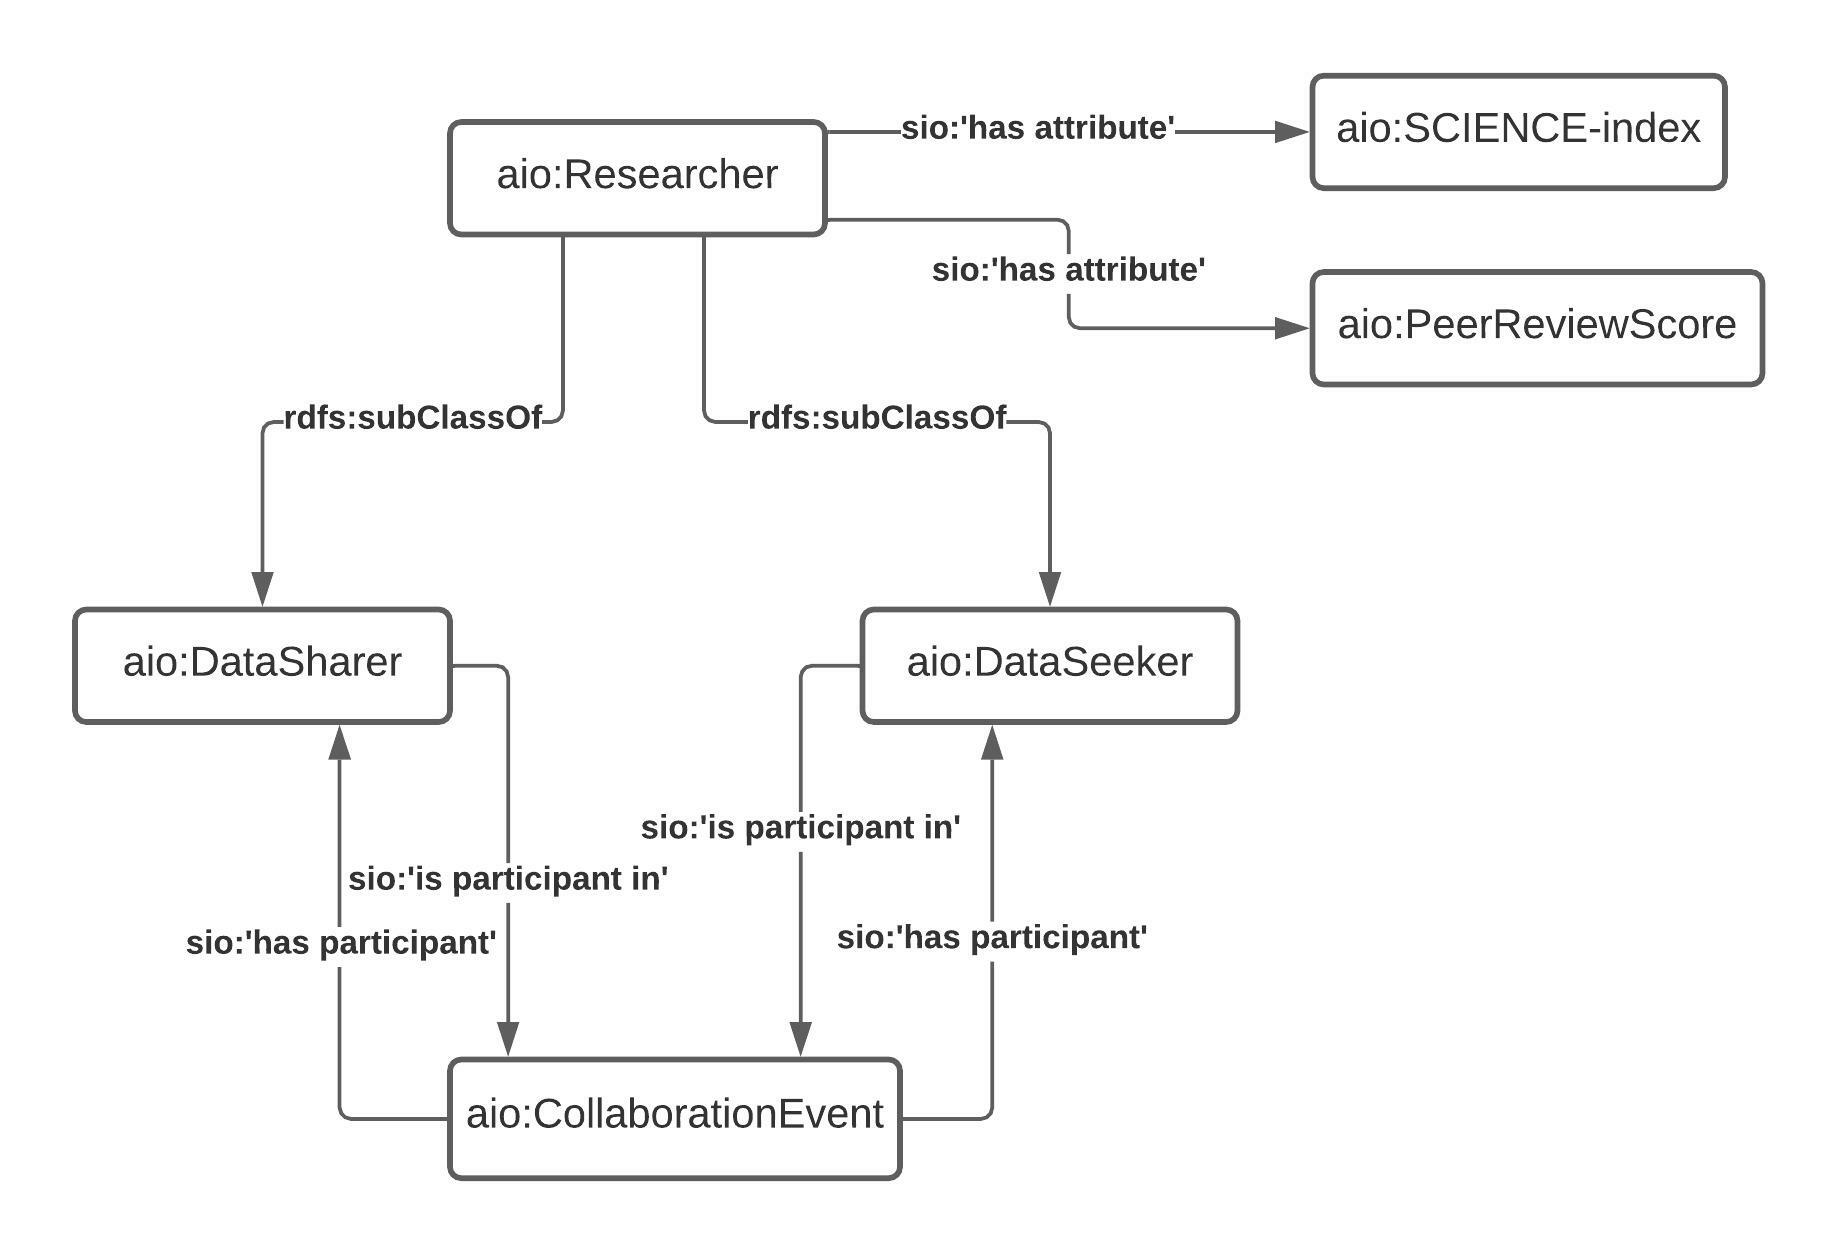 sio:'has attribute'
aio:SCIENCE-index
aio:Researcher
sio:'has attribute'
aio:PeerReviewScore
rdfs:subClassOf
rdfs:subClassOf
aio:DataSharer
aio:DataSeeker
sio:'is participant in'
sio:'is participant in'
sio:'has participant'
sio:'has participant'
aio:CollaborationEvent